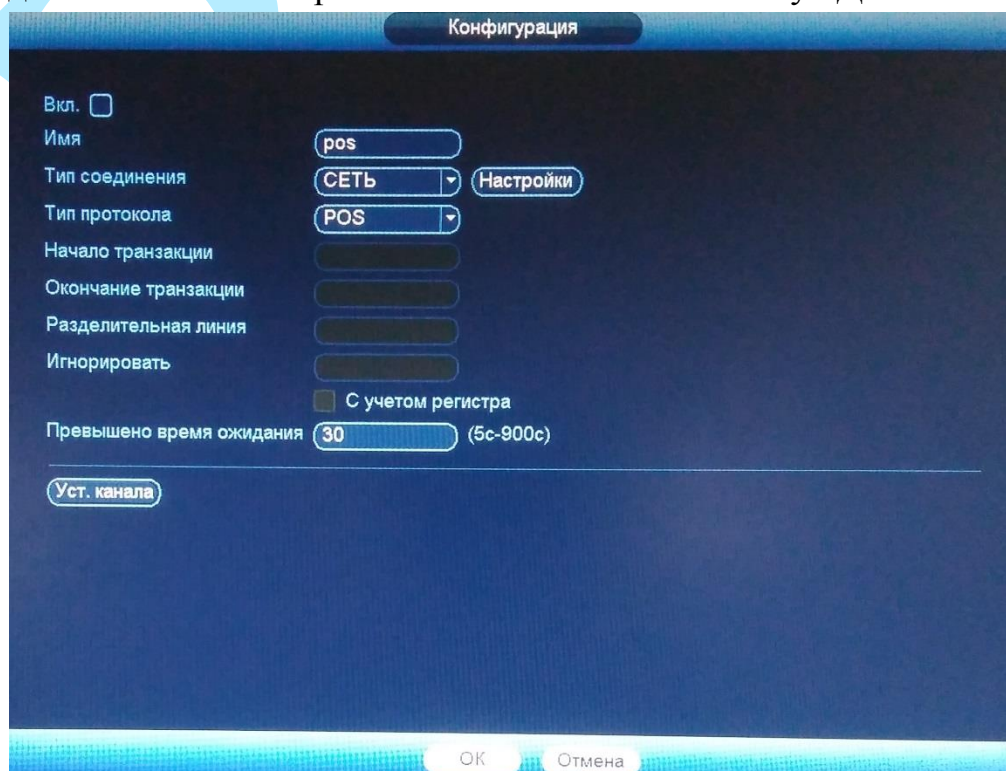 Конфигурация
Вкл.
Имя pos
Тип соединения СЕТЬ Настройки
Тип протокола POS
Начало транзакции
Окончание транзакции
Разделительная линия
Игнорировать
С учетом регистра
Превышено время ожидания 30 (5с-900с)
Уст. канала
ОК Отмена